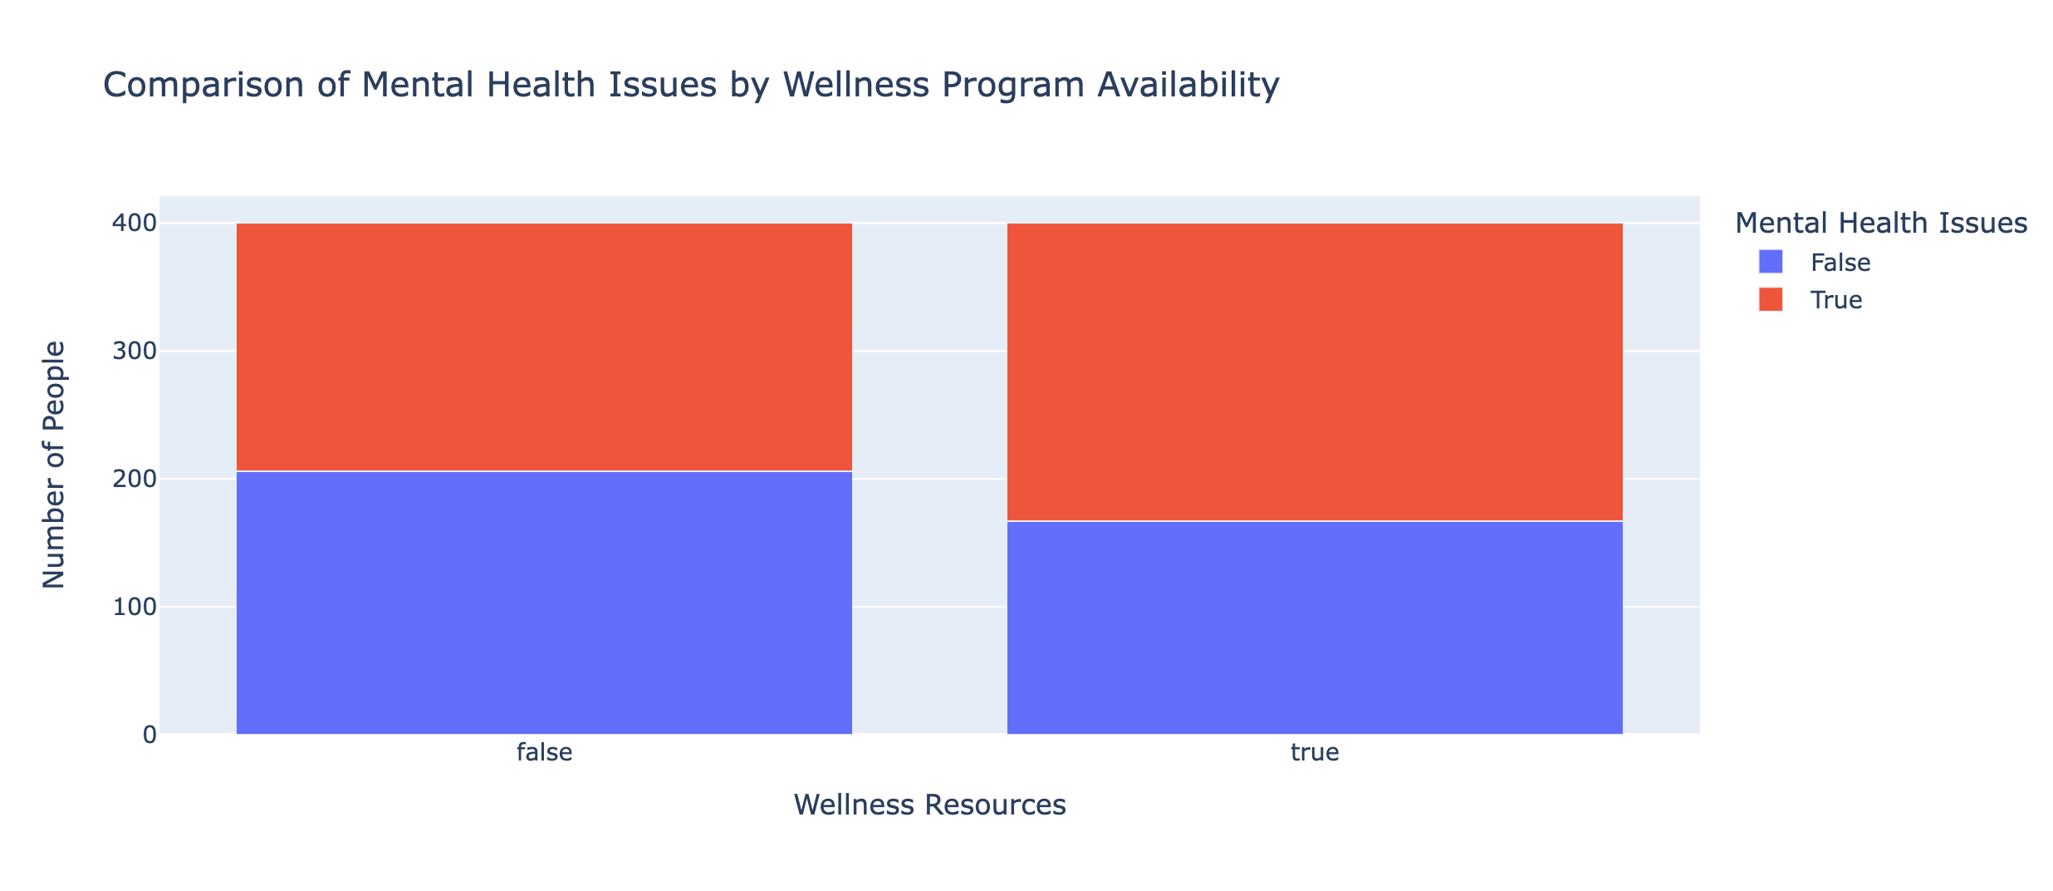 Comparison of Mental Health Issues by Wellness Program Availability
Number of People
400
300
200
100
0
false
true
Wellness Resources
Mental Health Issues
False
True